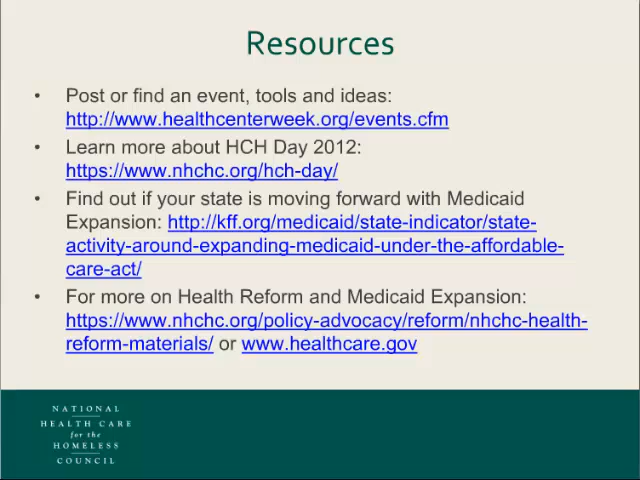 Resources
• Post or find an event, tools and ideas:
http://www.healthcenterweek.org/events.cfm
• Learn more about HCH Day 2012:
https://www.nhchc.org/hch-day/
• Find out if your state is moving forward with Medicaid
Expansion: http://kff.org/medicaid/state-indicator/state-
activity-around-expanding-medicaid-under-the-affordable-
care-act/
• For more on Health Reform and Medicaid Expansion:
https://www.nhchc.org/policy-advocacy/reform/nhchc-health-
reform-materials/ or www.healthcare.gov
NATIONAL
HEALTH CARE
for the
HOMELESS
COUNCIL